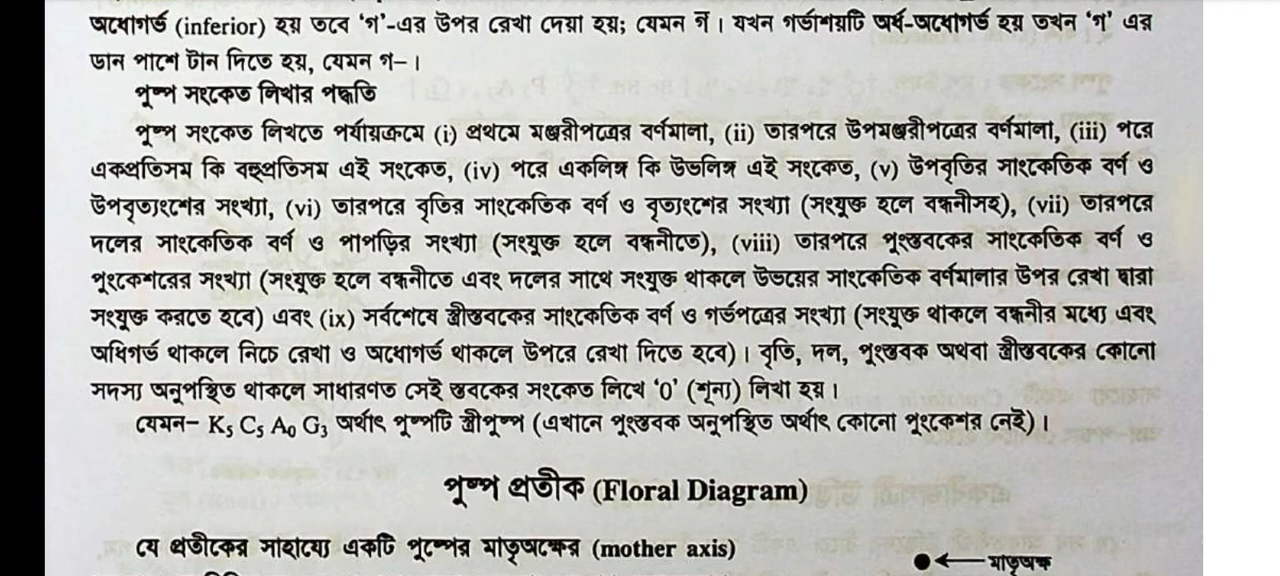 অধোগর্ভ (inferior) হয় তবে ‘গ’-এর উপর রেখা দেয়া হয়; যেমন গ̅ । যখন গর্ভাশয়টি অর্ধ-অধোগর্ভ হয় তখন ‘গ’ এর
ডান পাশে টান দিতে হয়, যেমন গ– ।
পুষ্প সংকেত লিখার পদ্ধতি
পুষ্প সংকেত লিখতে পর্যায়ক্রমে (i) প্রথমে মঞ্জরীপত্রের বর্ণমালা, (ii) তারপরে উপমঞ্জরীপত্রের বর্ণমালা, (iii) পরে
একপ্রতিসম কি বহুপ্রতিসম এই সংকেত, (iv) পরে একলিঙ্গ কি উভলিঙ্গ এই সংকেত, (v) উপবৃতির সাংকেতিক বর্ণ ও
উপবৃত্যংশের সংখ্যা, (vi) তারপরে বৃতির সাংকেতিক বর্ণ ও বৃত্যংশের সংখ্যা (সংযুক্ত হলে বন্ধনীসহ), (vii) তারপরে
দলের সাংকেতিক বর্ণ ও পাপড়ির সংখ্যা (সংযুক্ত হলে বন্ধনীতে), (viii) তারপরে পুংস্তবকের সাংকেতিক বর্ণ ও
পুংকেশরের সংখ্যা (সংযুক্ত হলে বন্ধনীতে এবং দলের সাথে সংযুক্ত থাকলে উভয়ের সাংকেতিক বর্ণমালার উপর রেখা দ্বারা
সংযুক্ত করতে হবে) এবং (ix) সর্বশেষে স্ত্রীস্তবকের সাংকেতিক বর্ণ ও গর্ভপত্রের সংখ্যা (সংযুক্ত থাকলে বন্ধনীর মধ্যে এবং
অধিগর্ভ থাকলে নিচে রেখা ও অধোগর্ভ থাকলে উপরে রেখা দিতে হবে)। বৃতি, দল, পুংস্তবক অথবা স্ত্রীস্তবকের কোনো
সদস্য অনুপস্থিত থাকলে সাধারণত সেই স্তবকের সংকেত লিখে ‘0’ (শূন্য) লিখা হয়।
যেমন– K₅ C₅ A₀ G₃ অর্থাৎ পুষ্পটি স্ত্রীপুষ্প (এখানে পুংস্তবক অনুপস্থিত অর্থাৎ কোনো পুংকেশর নেই)।
পুষ্প প্রতীক (Floral Diagram)
যে প্রতীকের সাহায্যে একটি পুষ্পের মাতৃঅক্ষের (mother axis)
মাতৃঅক্ষ